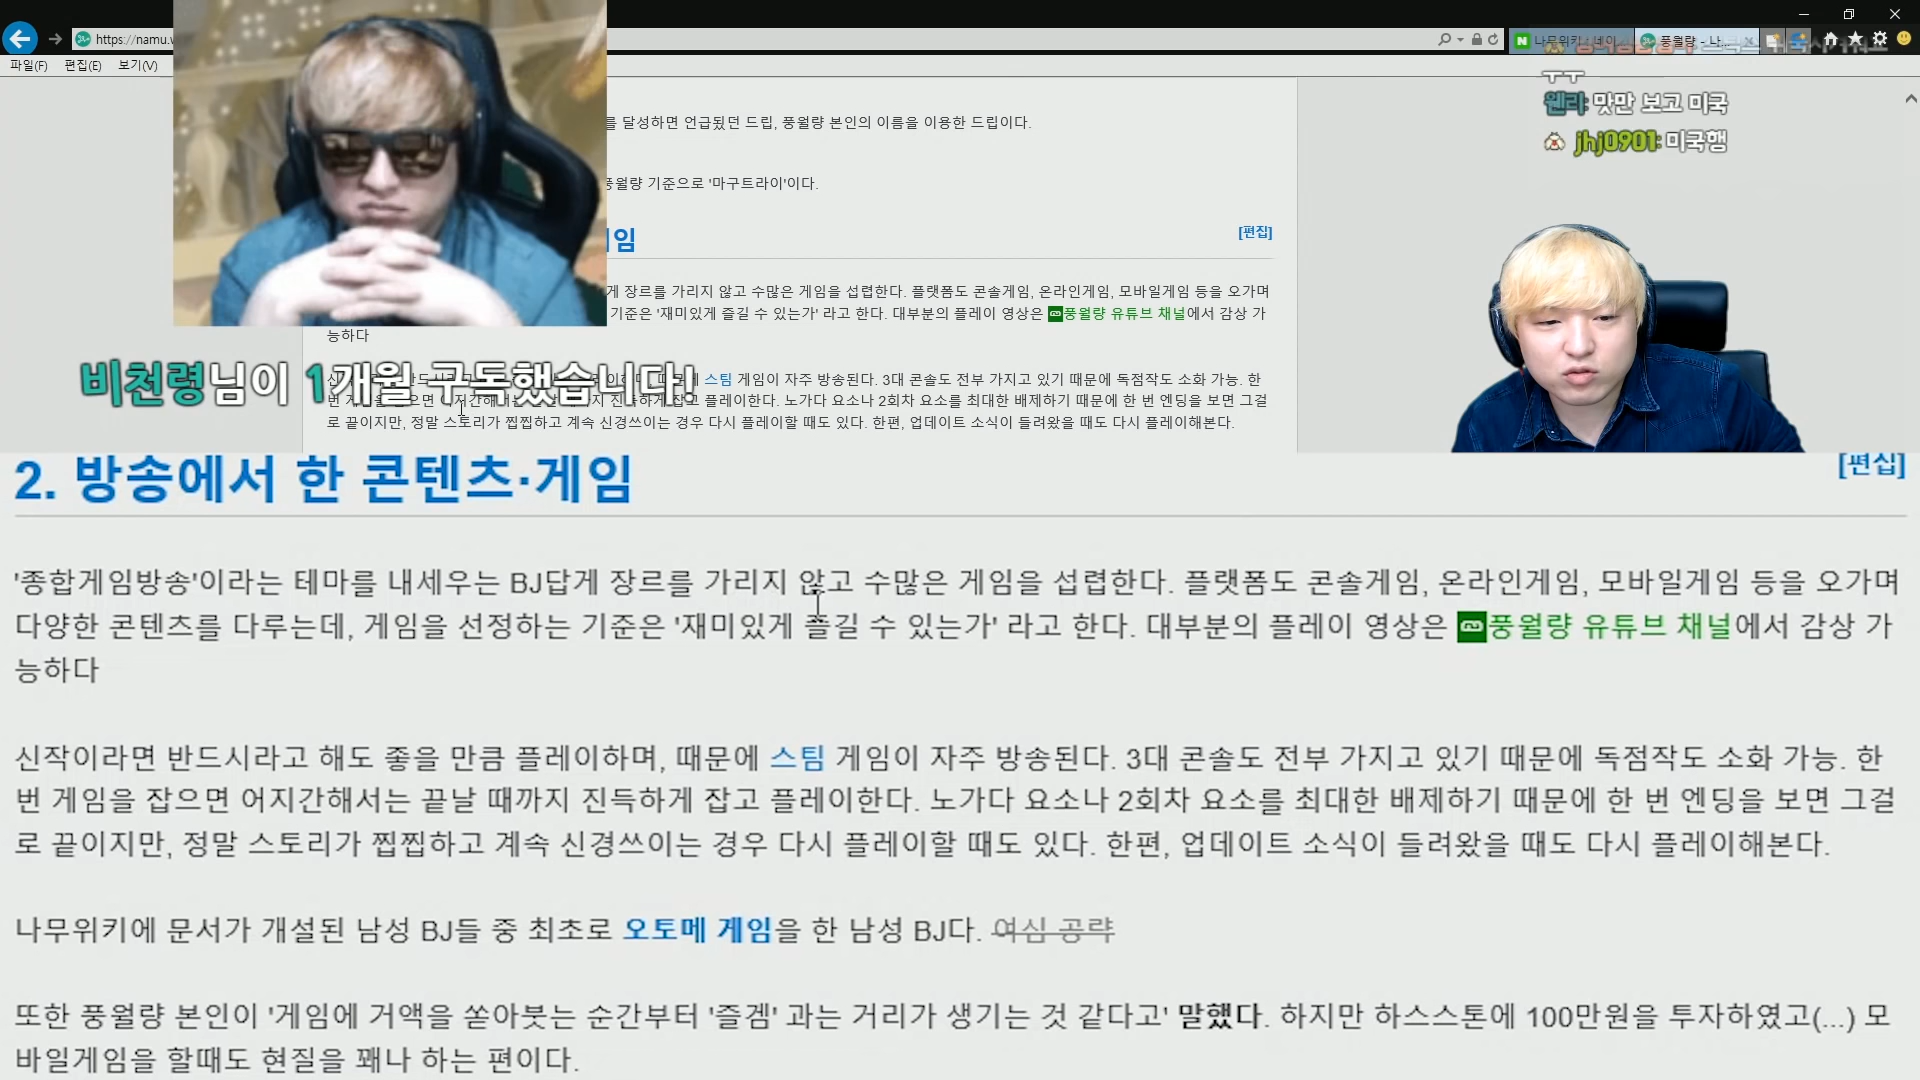 https://namu.w
나무위키 : 네이
풍월량 - 나...
파일(F) 편집(E) 보기(V)
ㅜㅜ
웬리: 맛만 보고 미국
jhj0901: 미국행
를 달성하면 언급됬던 드립, 풍월량 본인의 이름을 이용한 드립이다.
풍월량 기준으로 '마구트라이'이다.
게임
[편집]
게 장르를 가리지 않고 수많은 게임을 섭렵한다. 플랫폼도 콘솔게임, 온라인게임, 모바일게임 등을 오가며
기준은 '재미있게 즐길 수 있는가' 라고 한다. 대부분의 플레이 영상은 풍월량 유튜브 채널에서 감상 가
능하다
비천령님이 1개월 구독했습니다!
스팀 게임이 자주 방송된다. 3대 콘솔도 전부 가지고 있기 때문에 독점작도 소화 가능. 한
진득하게 잡고 플레이한다. 노가다 요소나 2회차 요소를 최대한 배제하기 때문에 한 번 엔딩을 보면 그걸
로 끝이지만, 정말 스토리가 찝찝하고 계속 신경쓰이는 경우 다시 플레이할 때도 있다. 한편, 업데이트 소식이 들려왔을 때도 다시 플레이해본다.
2. 방송에서 한 콘텐츠·게임
[편집]
'종합게임방송'이라는 테마를 내세우는 BJ답게 장르를 가리지 않고 수많은 게임을 섭렵한다. 플랫폼도 콘솔게임, 온라인게임, 모바일게임 등을 오가며
다양한 콘텐츠를 다루는데, 게임을 선정하는 기준은 '재미있게 즐길 수 있는가' 라고 한다. 대부분의 플레이 영상은 풍월량 유튜브 채널에서 감상 가
능하다
신작이라면 반드시라고 해도 좋을 만큼 플레이하며, 때문에 스팀 게임이 자주 방송된다. 3대 콘솔도 전부 가지고 있기 때문에 독점작도 소화 가능. 한
번 게임을 잡으면 어지간해서는 끝날 때까지 진득하게 잡고 플레이한다. 노가다 요소나 2회차 요소를 최대한 배제하기 때문에 한 번 엔딩을 보면 그걸
로 끝이지만, 정말 스토리가 찝찝하고 계속 신경쓰이는 경우 다시 플레이할 때도 있다. 한편, 업데이트 소식이 들려왔을 때도 다시 플레이해본다.
나무위키에 문서가 개설된 남성 BJ들 중 최초로 오토메 게임을 한 남성 BJ다. 여심 공략
또한 풍월량 본인이 '게임에 거액을 쏟아붓는 순간부터 '즐겜' 과는 거리가 생기는 것 같다고' 말했다. 하지만 하스스톤에 100만원을 투자하였고(...) 모
바일게임을 할때도 현질을 꽤나 하는 편이다.